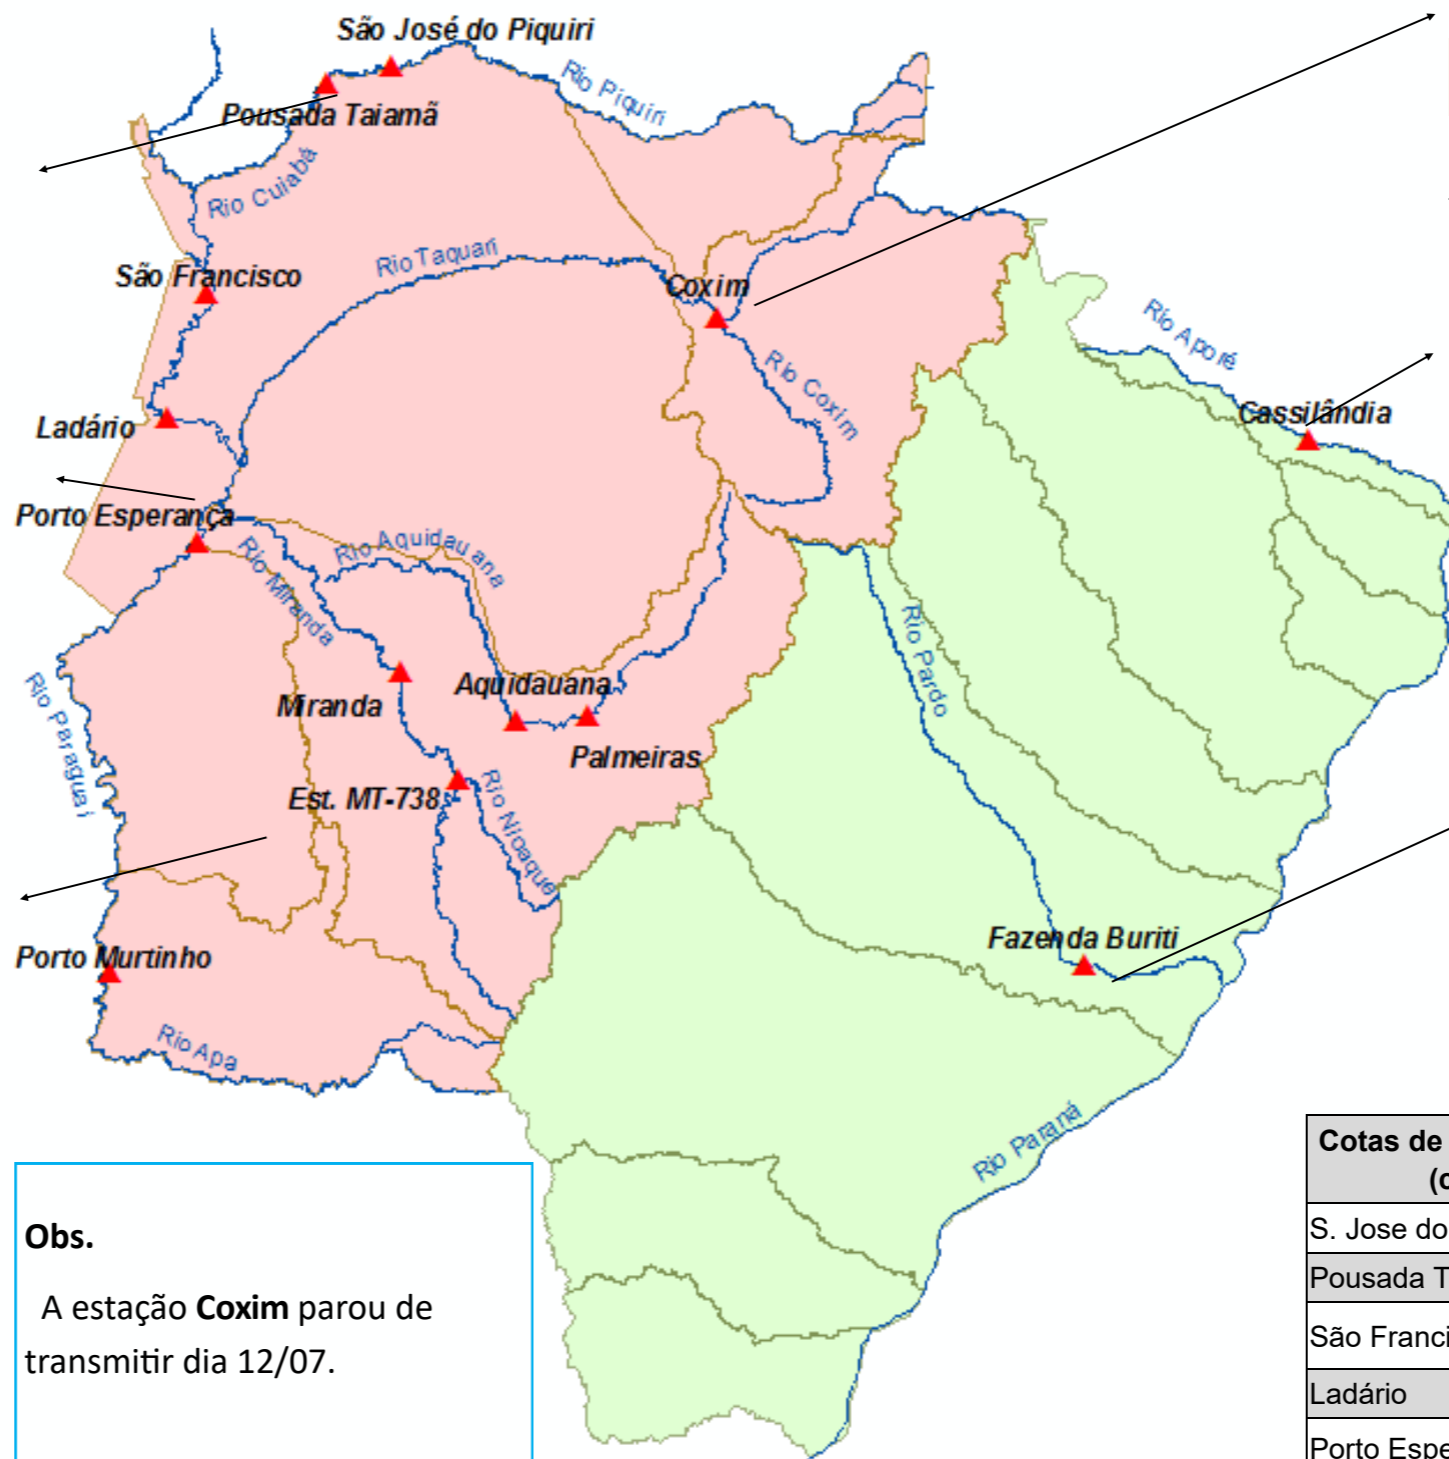 São José do Piquiri
Rio Piquiri
Pousada Taiamã
Rio Cuiabá
Rio Taquari
São Francisco
Coxim
Rio Aporé
Rio Coxim
Cassilândia
Ladário
Porto Esperança
Rio Aquidauana
Rio Miranda
Rio Pardo
Rio Paraguai
Aquidauana
Miranda
Palmeiras
Est. MT-738
Rio Nioaque
Fazenda Buriti
Porto Murtinho
Rio Apa
Rio Paraná
Obs.
A estação Coxim parou de
transmitir dia 12/07.
Cotas de
(c
S. Jose do
Pousada T
São Franci
Ladário
Porto Espe